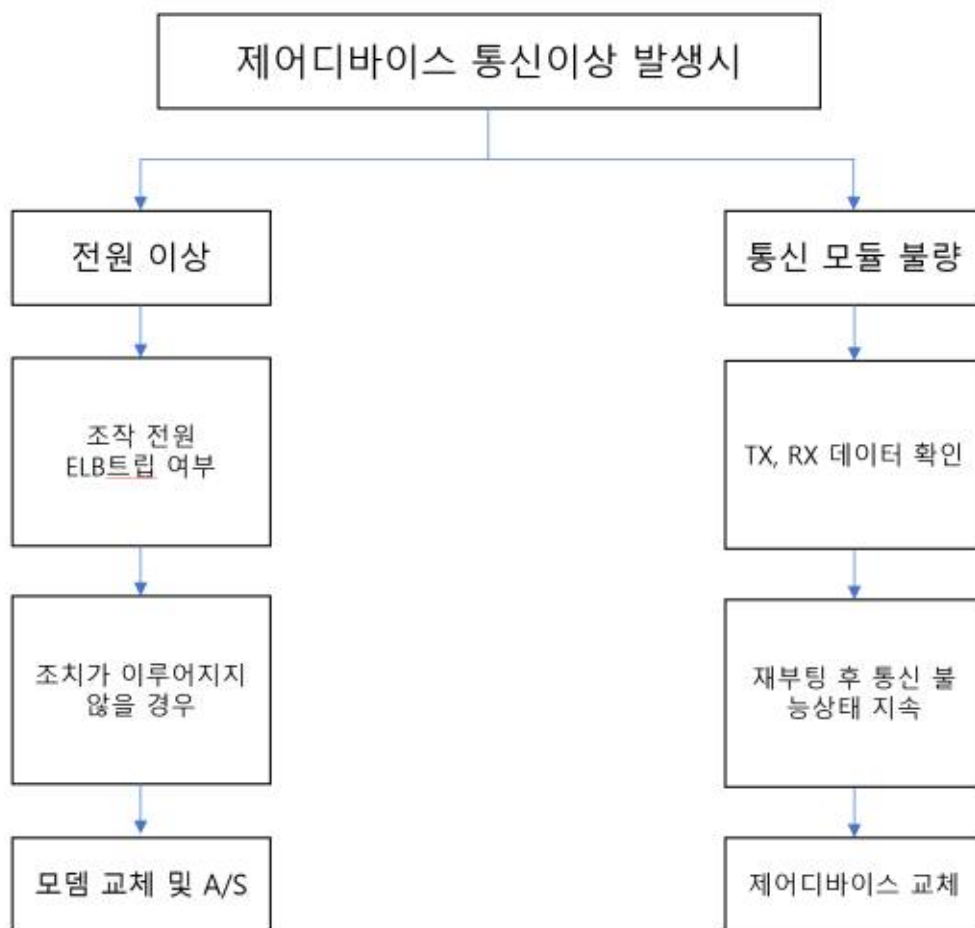 제어디바이스 통신이상 발생시
전원 이상
통신 모듈 불량
조작 전원
ELB트립 여부
TX, RX 데이터 확인
조치가 이루어지지
않을 경우
재부팅 후 통신 불
능상태 지속
모뎀 교체 및 A/S
제어디바이스 교체